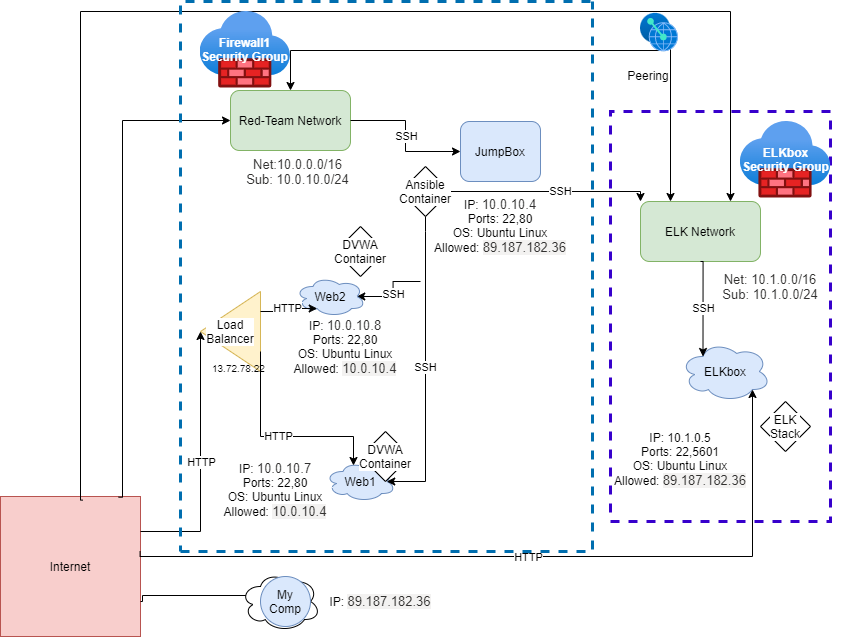 Firewall1
Security Group
Peering
Red-Team Network
SSH
JumpBox
ELKbox
Security Group
Net:10.0.0.0/16
Sub: 10.0.10.0/24
Ansible
Container
SSH
IP: 10.0.10.4
Ports: 22,80
OS: Ubuntu Linux
Allowed: 89.187.182.36
ELK Network
DVWA
Container
Net: 10.1.0.0/16
Sub: 10.1.0.0/24
Web2
SSH
HTTP
SSH
Load
Balancer
IP: 10.0.10.8
Ports: 22,80
OS: Ubuntu Linux
Allowed: 10.0.10.4
13.72.78.22
SSH
ELKbox
ELK
Stack
HTTP
DVWA
Container
HTTP
IP: 10.0.10.7
Ports: 22,80
OS: Ubuntu Linux
Allowed: 10.0.10.4
Web1
IP: 10.1.0.5
Ports: 22,5601
OS: Ubuntu Linux
Allowed: 89.187.182.36
HTTP
Internet
My
Comp
IP: 89.187.182.36